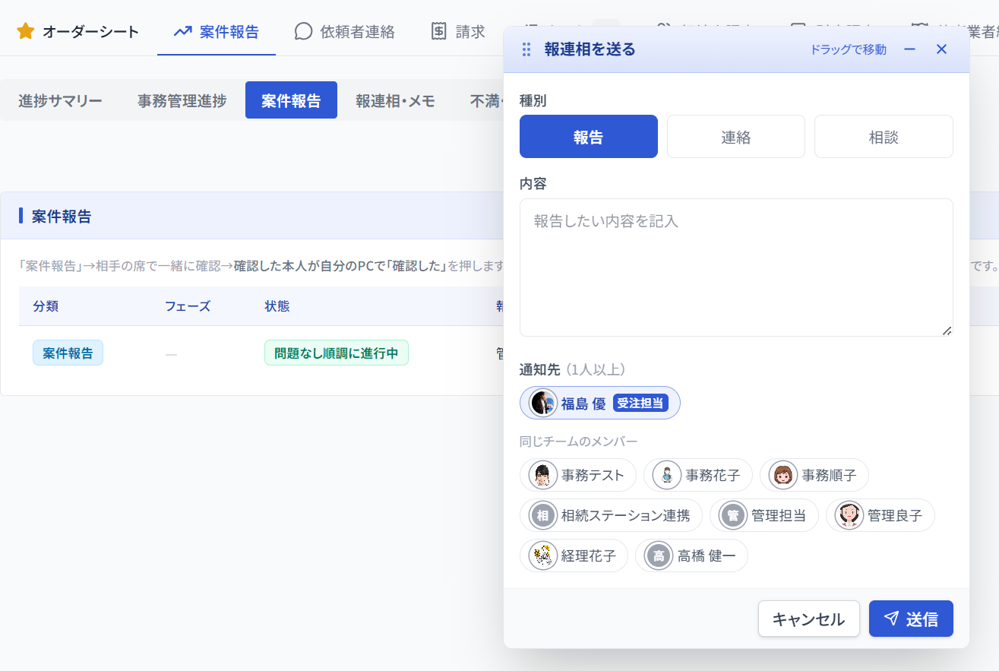 オーダーシート 案件報告 依頼者連絡 請求
報連相を送る ドラッグで移動
進捗サマリー 事務管理進捗 案件報告 報連相・メモ 不満
種別
報告 連絡 相談
内容
報告したい内容を記入
案件報告
「案件報告」→相手の席で一緒に確認→確認した本人が自分のPCで「確認した」を押します です。
分類 フェーズ 状態
案件報告 — 問題なし順調に進行中
通知先 (1人以上)
福島 優 受注担当
同じチームのメンバー
事務テスト 事務花子 事務順子
相 相続ステーション連携 管 管理担当 管理良子
経理花子 高 高橋 健一
キャンセル 送信